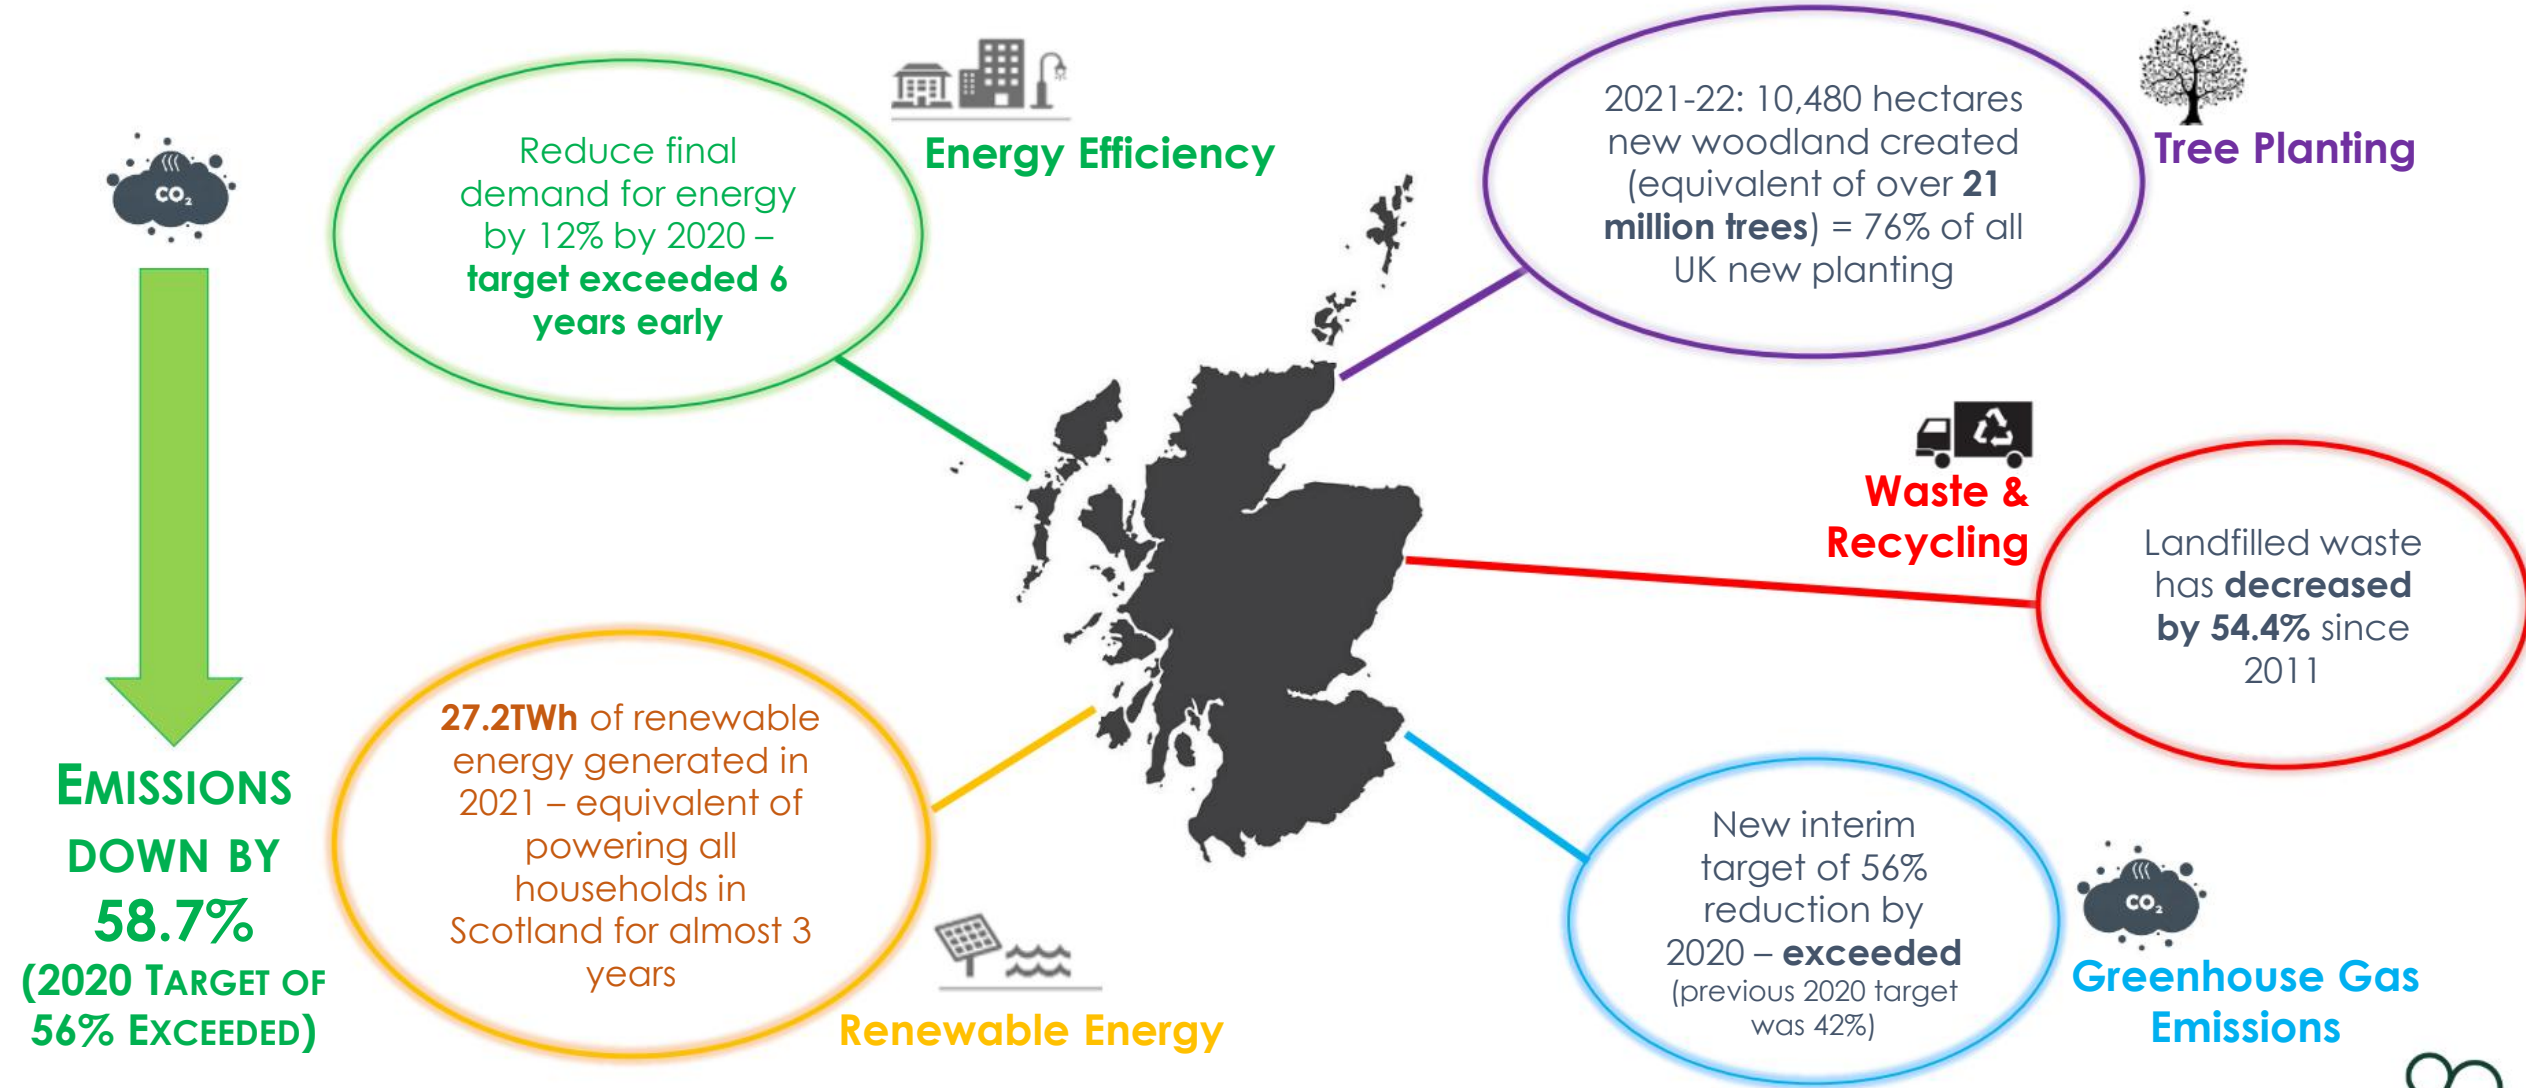 CO₂
EMISSIONS
DOWN BY
58.7%
(2020 TARGET OF
56% EXCEEDED)
Reduce final
demand for energy
by 12% by 2020 –
target exceeded 6
years early
Energy Efficiency
27.2TWh of renewable
energy generated in
2021 – equivalent of
powering all
households in
Scotland for almost 3
years
Renewable Energy
2021-22: 10,480 hectares
new woodland created
(equivalent of over 21
million trees) = 76% of all
UK new planting
Tree Planting
Waste &
Recycling
Landfilled waste
has decreased
by 54.4% since
2011
New interim
target of 56%
reduction by
2020 – exceeded
(previous 2020 target
was 42%)
CO₂
Greenhouse Gas
Emissions